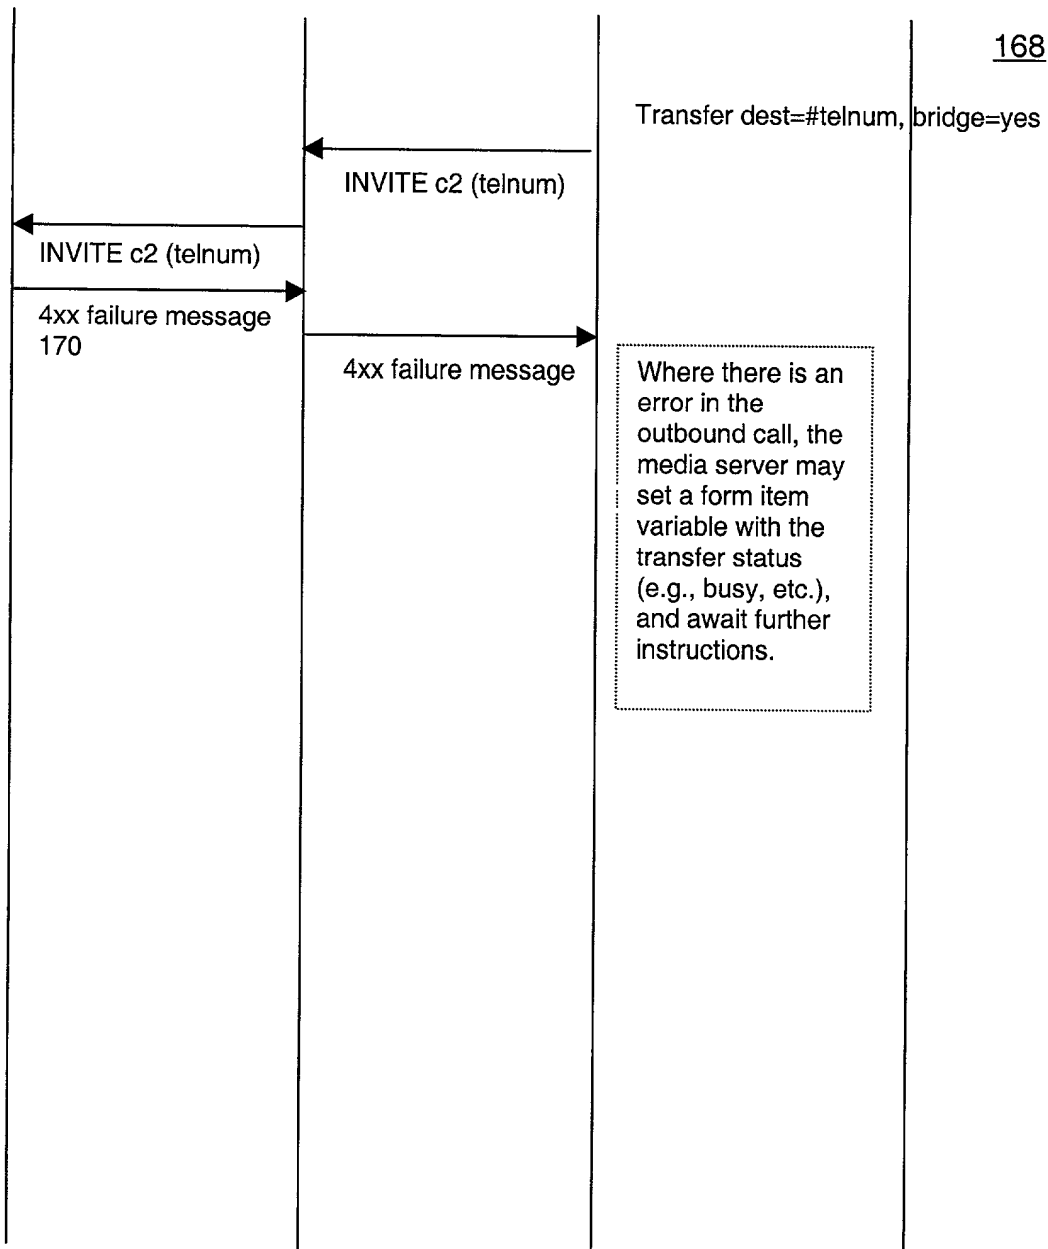 168
Transfer dest=#telnum, bridge=yes
INVITE c2 (telnum)
INVITE c2 (telnum)
4xx failure message
170
4xx failure message
Where there is an
error in the
outbound call, the
media server may
set a form item
variable with the
transfer status
(e.g., busy, etc.),
and await further
instructions.